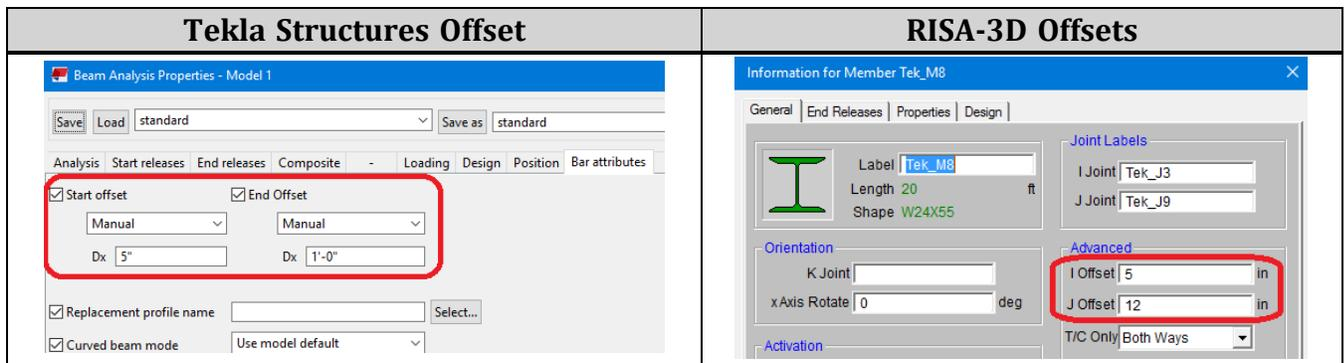 Tekla Structures Offset
RISA-3D Offsets
Beam Analysis Properties - Model 1
Save Load standard Save as standard
Analysis Start releases End releases Composite - Loading Design Position Bar attributes
Start offset End Offset
Manual Manual
Dx 5" Dx 1'-0"
Replacement profile name Select...
Curved beam mode Use model default
Information for Member Tek_M8
General End Releases Properties Design
Label Tek_M8
Length 20 ft
Shape W24X55
Joint Labels
I Joint Tek_J3
J Joint Tek_J9
Orientation
K Joint
x Axis Rotate 0 deg
Advanced
I Offset 5 in
J Offset 12 in
T/C Only Both Ways
Activation